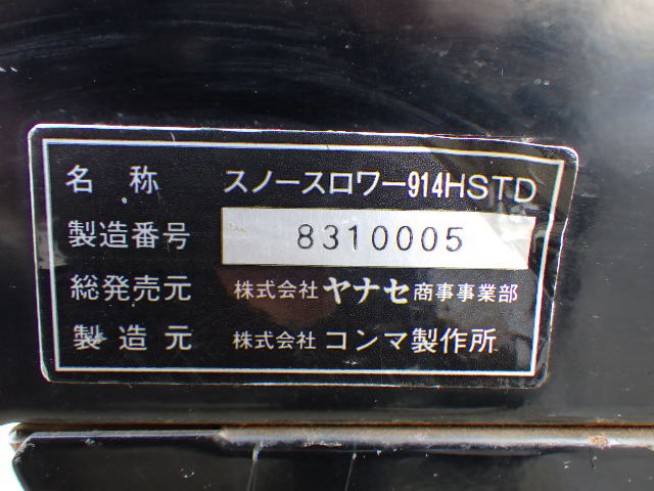 名称 スノースロワー914HSTD
製造番号 8310005
総発売元 株式会社ヤナセ商事事業部
製造元 株式会社コンマ製作所